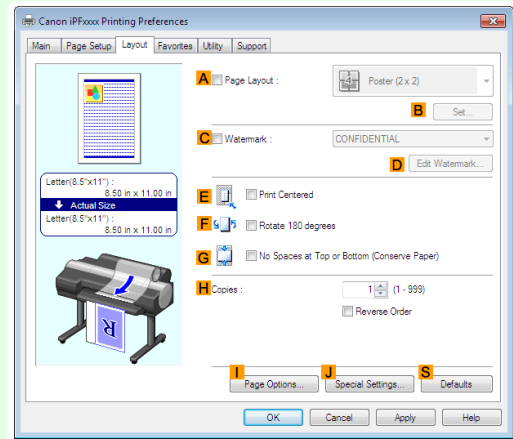 Canon iPFxxxx Printing Preferences
Main Page Setup Layout Favorites Utility Support
A Page Layout : Poster (2 x 2)
B Set...
C Watermark : CONFIDENTIAL
D Edit Watermark...
Letter(8.5"x11") :
8.50 in x 11.00 in
Actual Size
Letter(8.5"x11") :
8.50 in x 11.00 in
E Print Centered
F Rotate 180 degrees
G No Spaces at Top or Bottom (Conserve Paper)
H Copies : 1 (1 - 999)
Reverse Order
R
I Page Options... J Special Settings... S Defaults
OK Cancel Apply Help